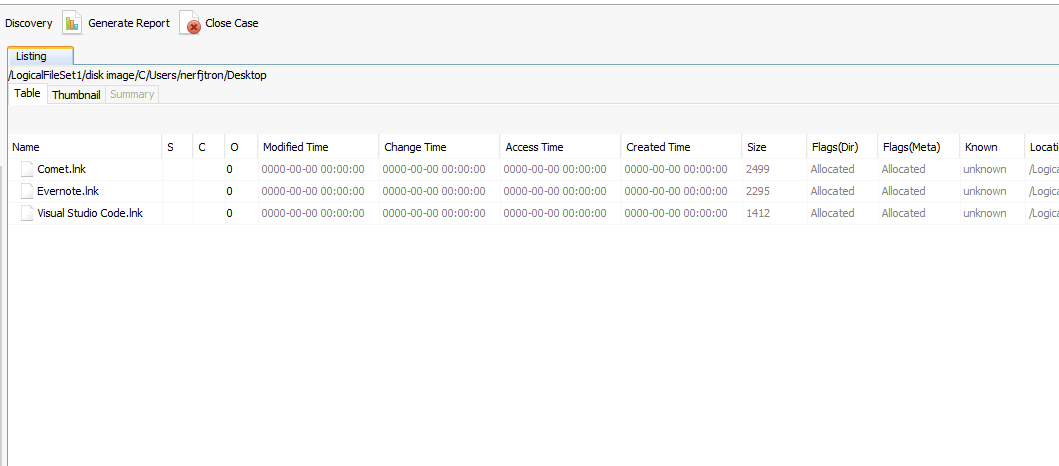 Discovery Generate Report Close Case
Listing
/LogicalFileSet1/disk image/C/Users/nerfjtron/Desktop
Table Thumbnail Summary
Name S C O Modified Time Change Time Access Time Created Time Size Flags(Dir) Flags(Meta) Known Locati
Comet.lnk 0 0000-00-00 00:00:00 0000-00-00 00:00:00 0000-00-00 00:00:00 0000-00-00 00:00:00 2499 Allocated Allocated unknown /Logica
Evernote.lnk 0 0000-00-00 00:00:00 0000-00-00 00:00:00 0000-00-00 00:00:00 0000-00-00 00:00:00 2295 Allocated Allocated unknown /Logica
Visual Studio Code.lnk 0 0000-00-00 00:00:00 0000-00-00 00:00:00 0000-00-00 00:00:00 0000-00-00 00:00:00 1412 Allocated Allocated unknown /Logica